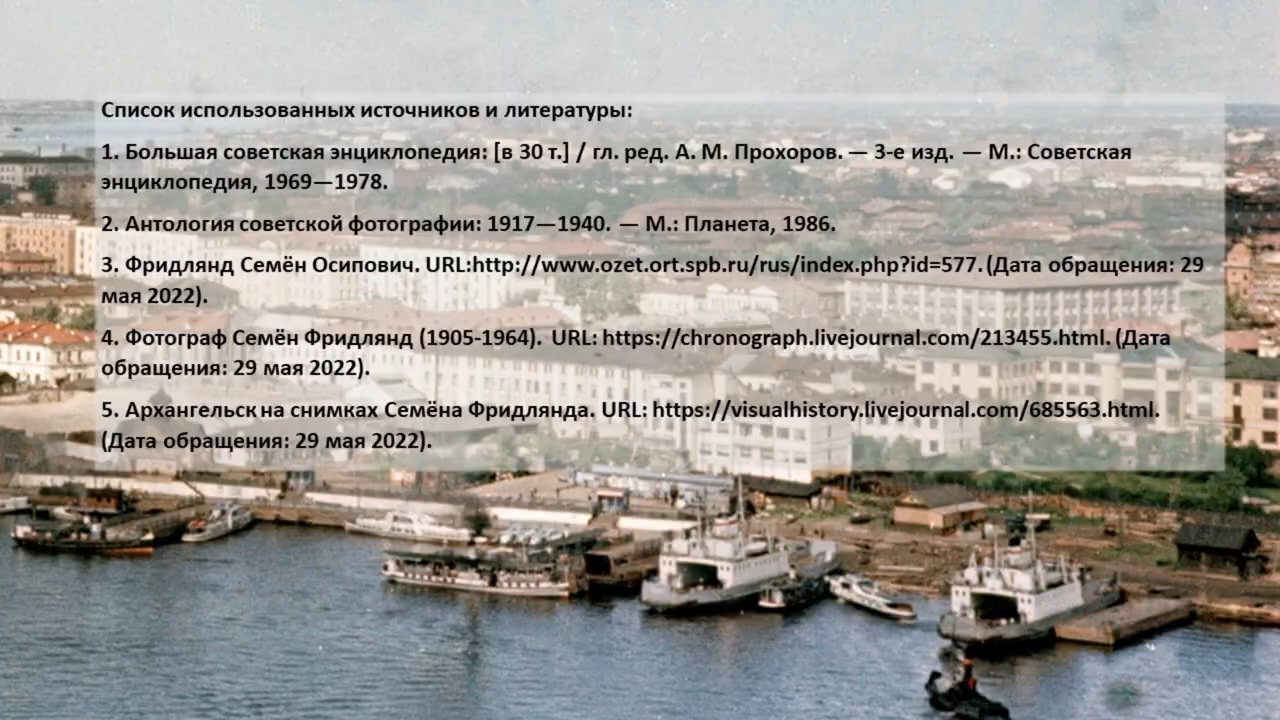 Список использованных источников и литературы:
1. Большая советская энциклопедия: [в 30 т.] / гл. ред. А. М. Прохоров. — 3-е изд. — М.: Советская
энциклопедия, 1969—1978.
2. Антология советской фотографии: 1917—1940. — М.: Планета, 1986.
3. Фридлянд Семён Осипович. URL:http://www.ozet.ort.spb.ru/rus/index.php?id=577. (Дата обращения: 29
мая 2022).
4. Фотограф Семён Фридлянд (1905-1964). URL: https://chronograph.livejournal.com/213455.html. (Дата
обращения: 29 мая 2022).
5. Архангельск на снимках Семёна Фридлянда. URL: https://visualhistory.livejournal.com/685563.html.
(Дата обращения: 29 мая 2022).